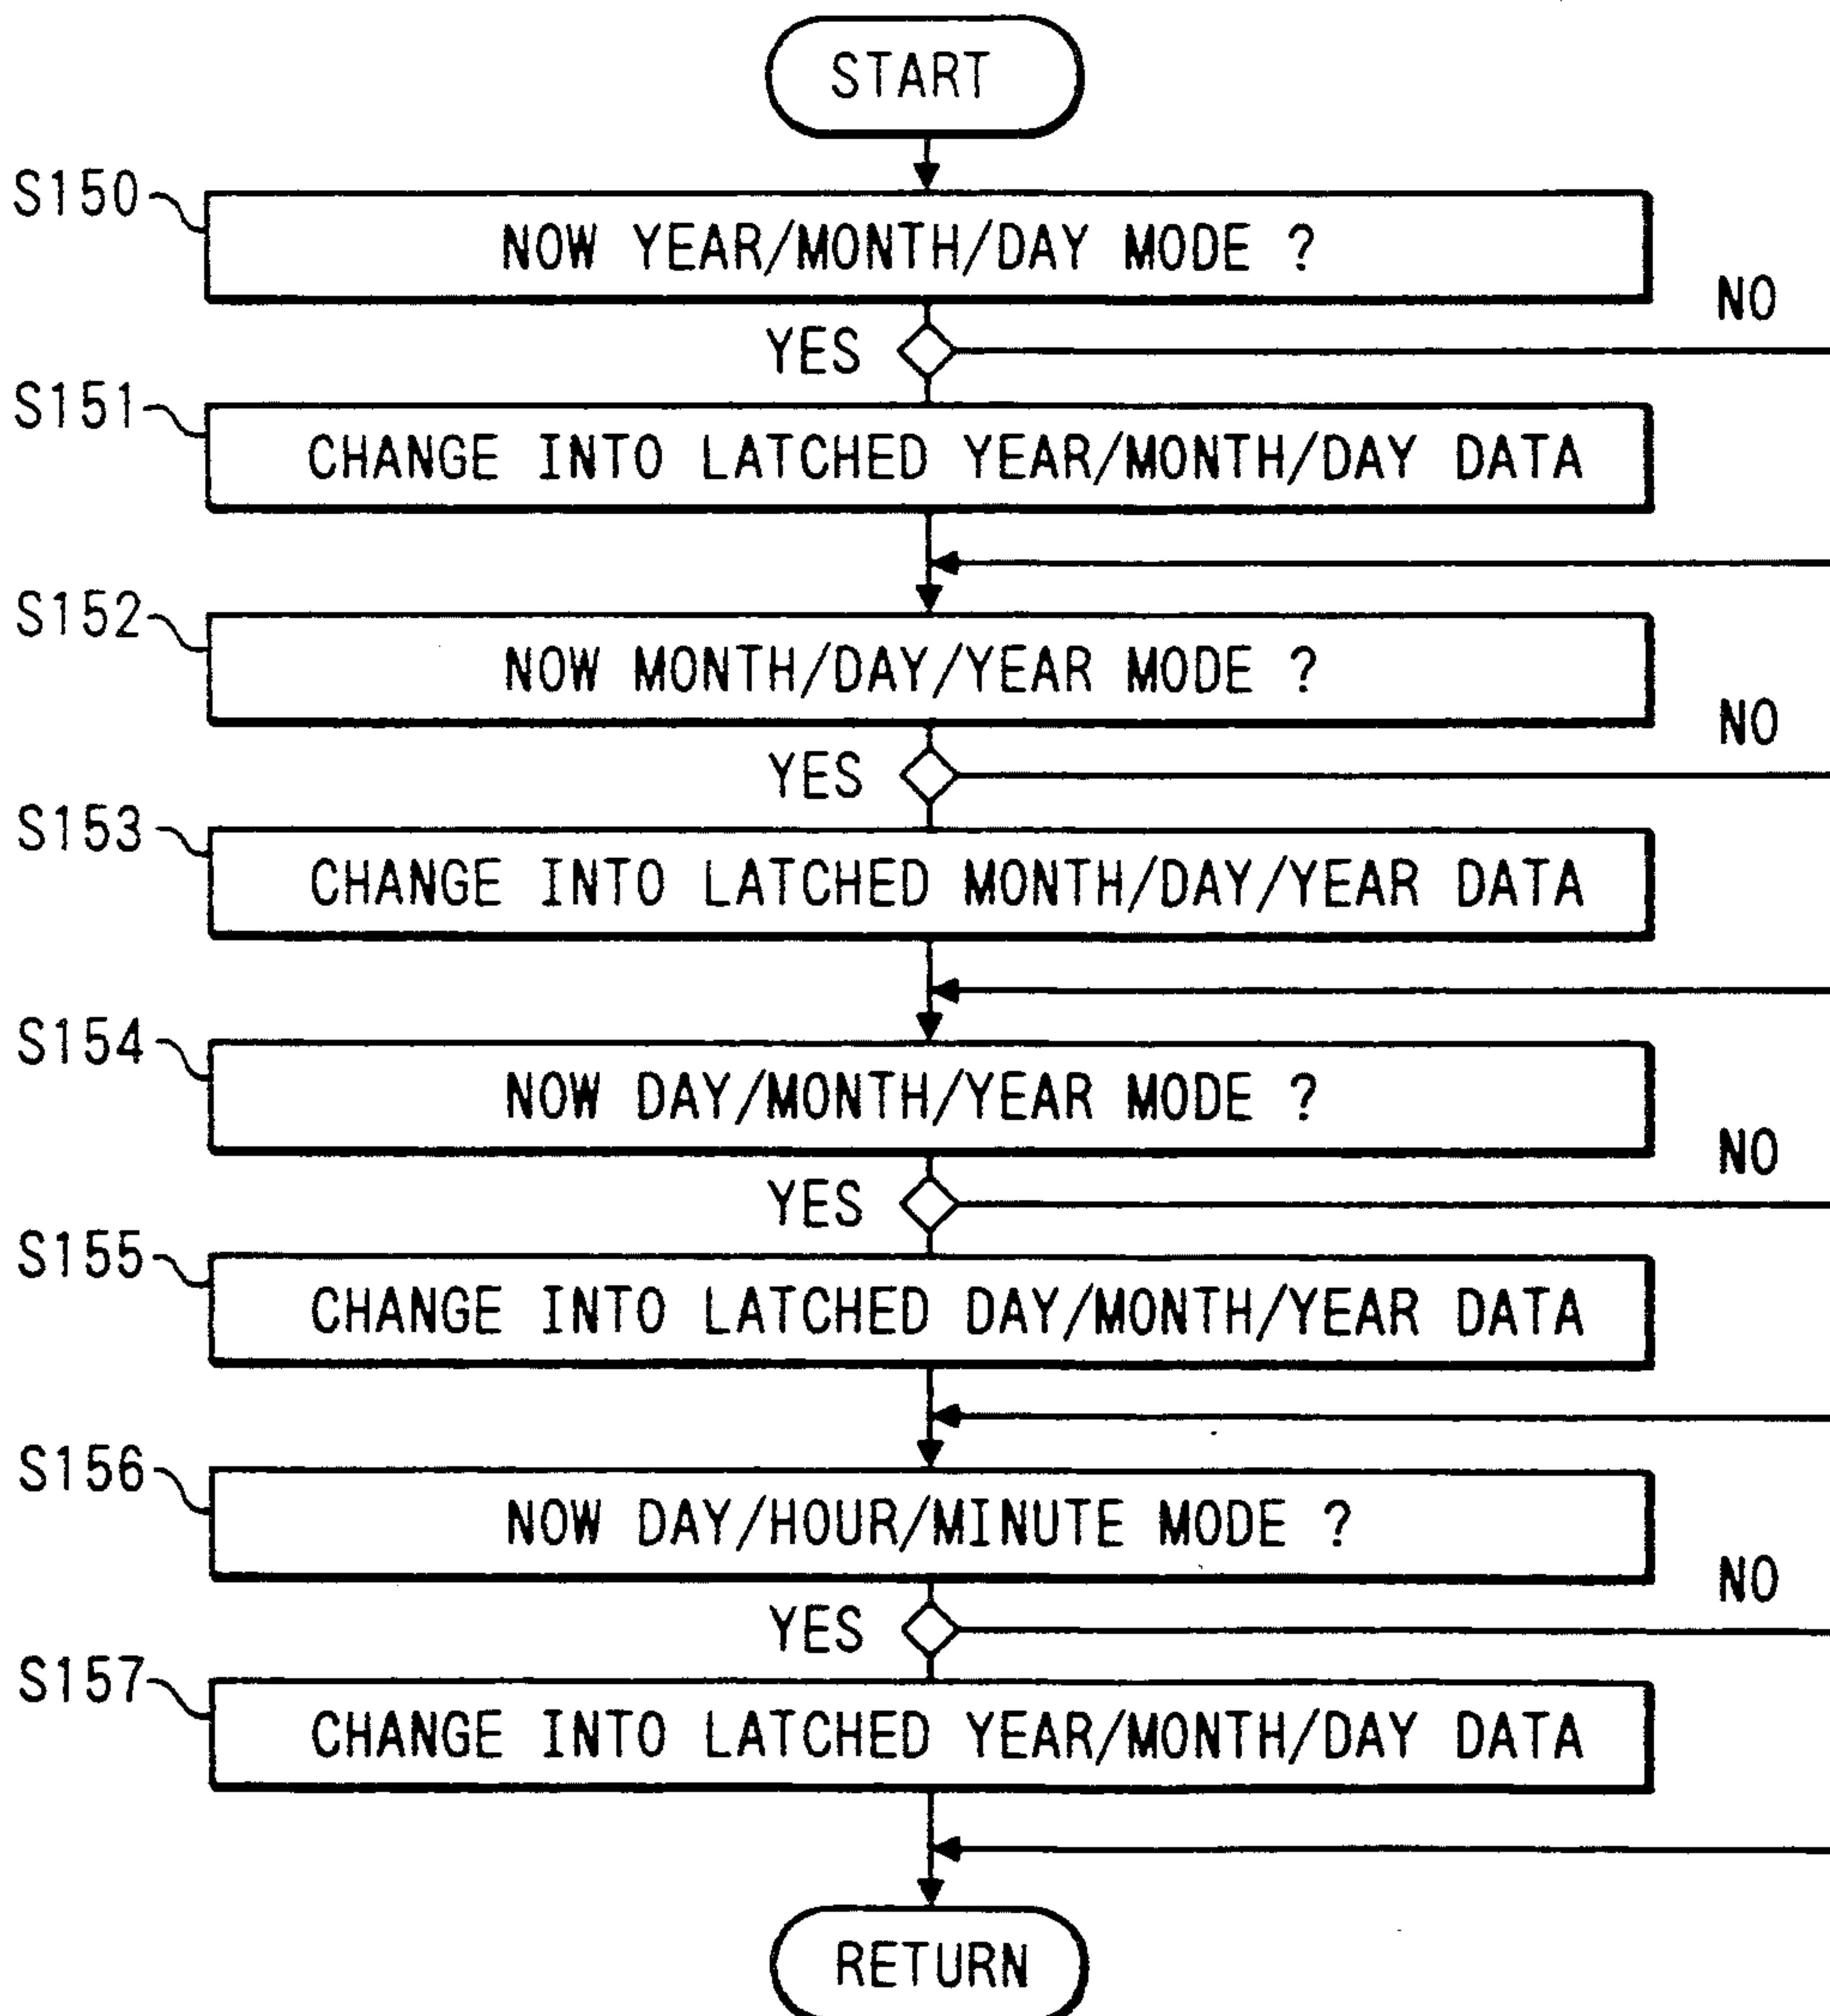 START
S150
NOW YEAR/MONTH/DAY MODE ?
NO
YES
S151
CHANGE INTO LATCHED YEAR/MONTH/DAY DATA
S152
NOW MONTH/DAY/YEAR MODE ?
NO
YES
S153
CHANGE INTO LATCHED MONTH/DAY/YEAR DATA
S154
NOW DAY/MONTH/YEAR MODE ?
NO
YES
S155
CHANGE INTO LATCHED DAY/MONTH/YEAR DATA
S156
NOW DAY/HOUR/MINUTE MODE ?
NO
YES
S157
CHANGE INTO LATCHED YEAR/MONTH/DAY DATA
RETURN